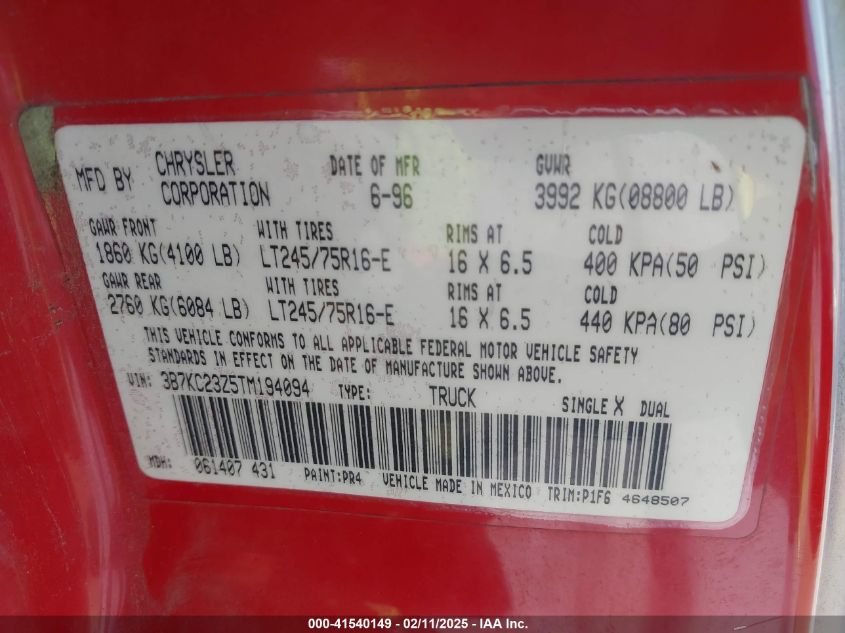 MFD BY CHRYSLER CORPORATION DATE OF MFR 6-96 GVWR 3992 KG(08800 LB)
GAWR FRONT WITH TIRES RIMS AT COLD
1860 KG(4100 LB) LT245/75R16-E 16 X 6.5 400 KPA(50 PSI)
GAWR REAR WITH TIRES RIMS AT COLD
2760 KG(6084 LB) LT245/75R16-E 16 X 6.5 440 KPA(80 PSI)
THIS VEHICLE CONFORMS TO ALL APPLICABLE FEDERAL MOTOR VEHICLE SAFETY
STANDARDS IN EFFECT ON THE DATE OF MANUFACTURE SHOWN ABOVE.
VIN: 3B7KC23Z5TM194094 TYPE: TRUCK SINGLE X DUAL
MDH: 061407 431 PAINT:PR4 VEHICLE MADE IN MEXICO TRIM:P1F6 4648507
000-41540149 - 02/11/2025 - IAA Inc.